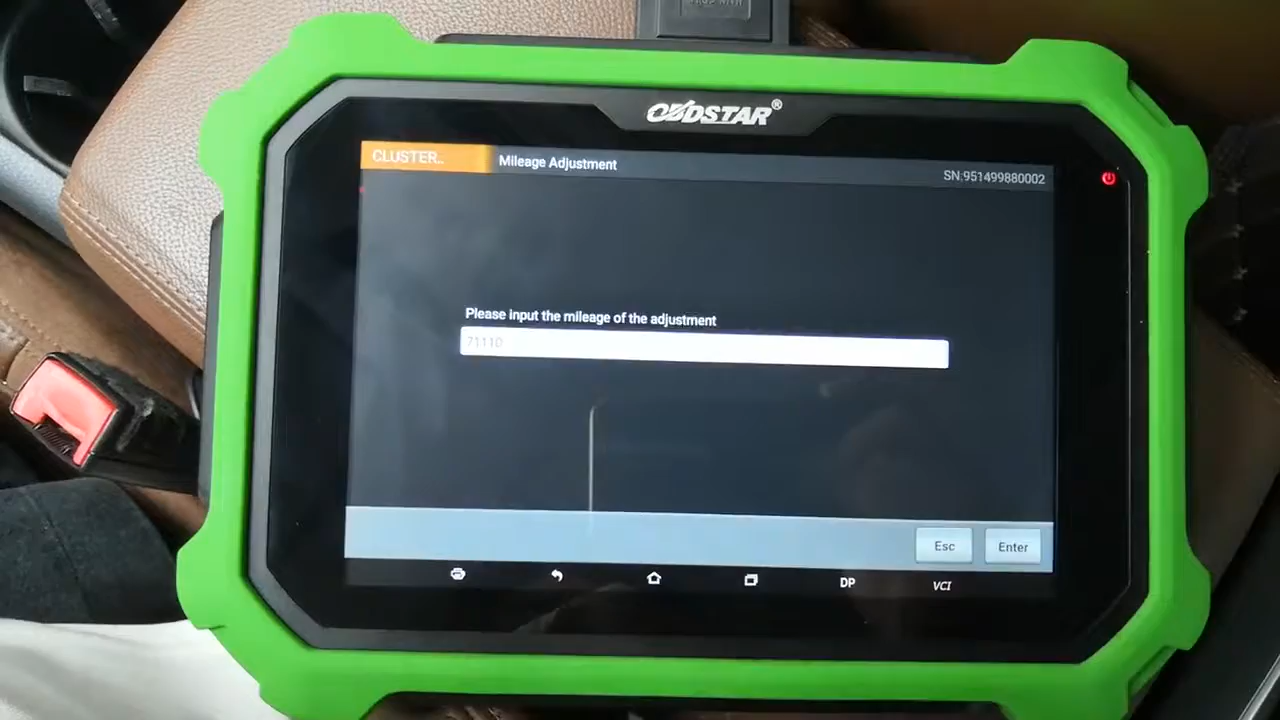 OBDSTAR®
CLUSTER..
Mileage Adjustment
SN:951499880002
Please input the mileage of the adjustment
71110
Esc
Enter
DP
VCI